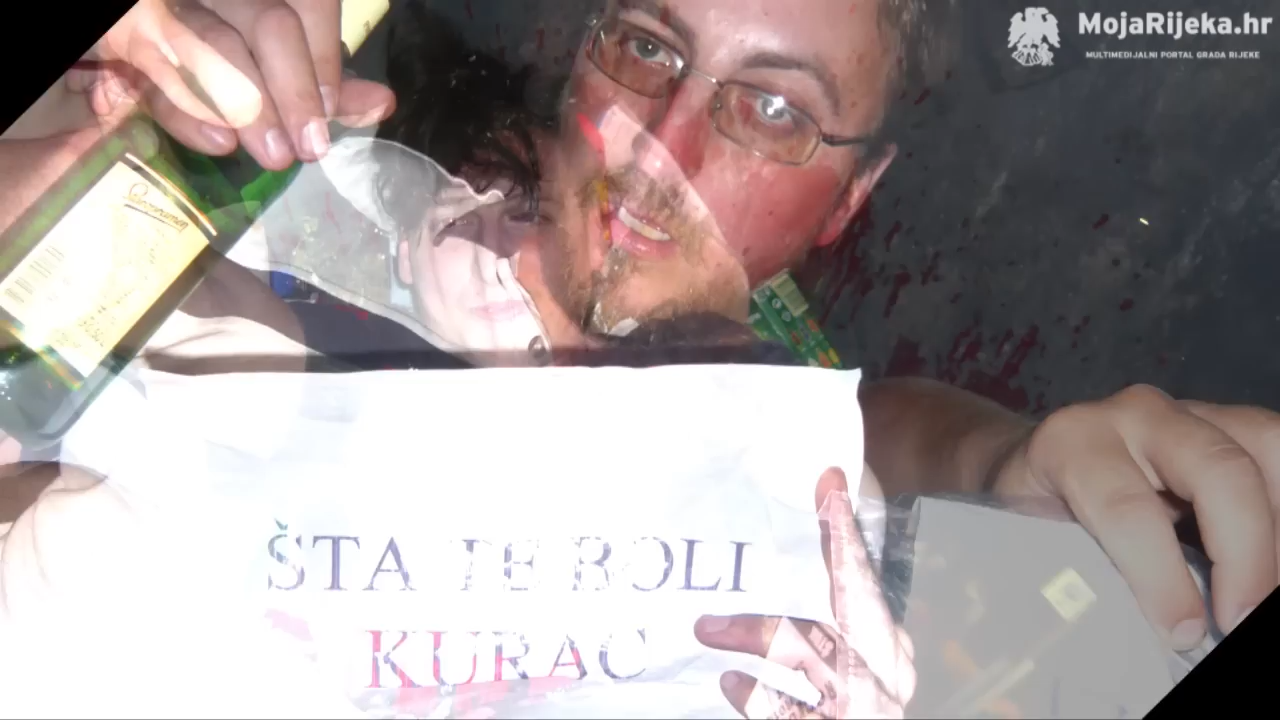 MojaRijeka.hr
MULTIMEDIJALNI PORTAL GRADA RIJEKE
ŠTA TE BOLI
KURAC